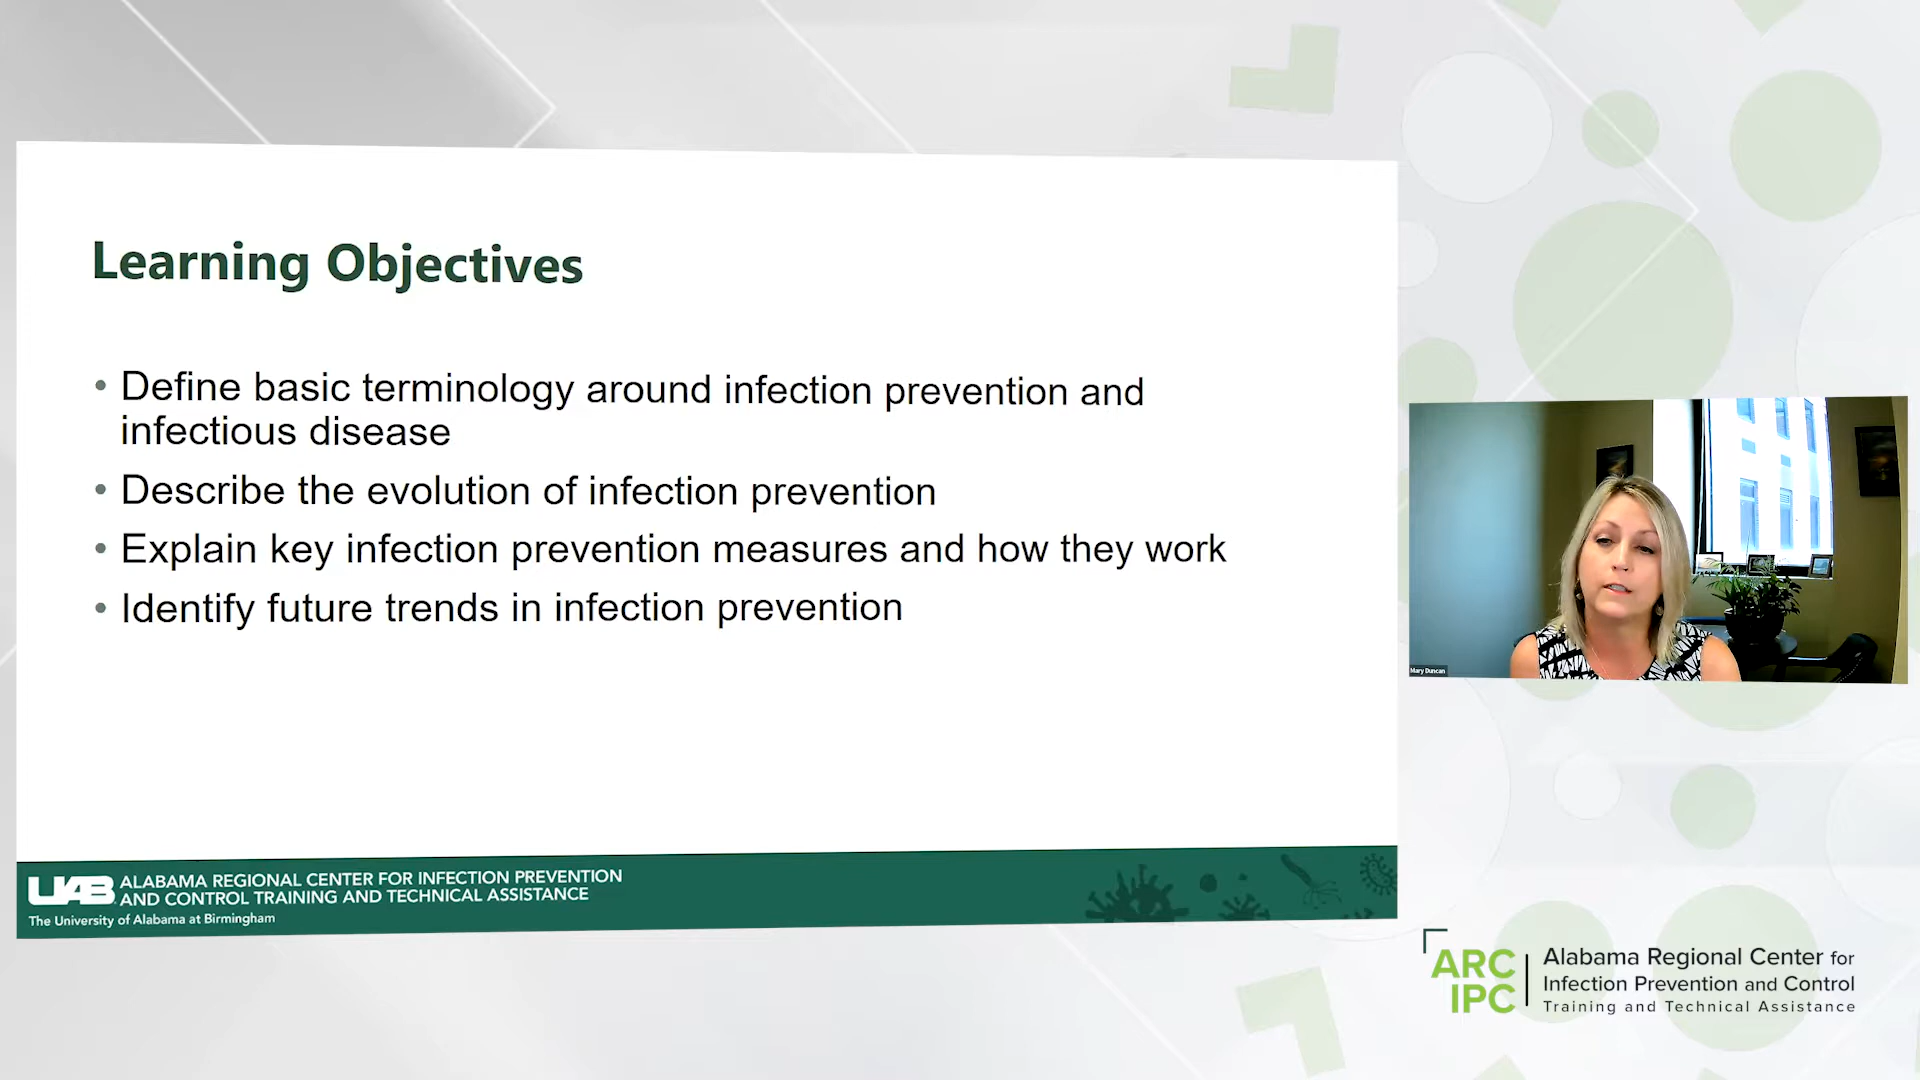 Learning Objectives
• Define basic terminology around infection prevention and
infectious disease
• Describe the evolution of infection prevention
• Explain key infection prevention measures and how they work
• Identify future trends in infection prevention
UAB
ALABAMA REGIONAL CENTER FOR INFECTION PREVENTION
AND CONTROL TRAINING AND TECHNICAL ASSISTANCE
The University of Alabama at Birmingham
Mary Duncan
ARC
IPC
Alabama Regional Center for
Infection Prevention and Control
Training and Technical Assistance